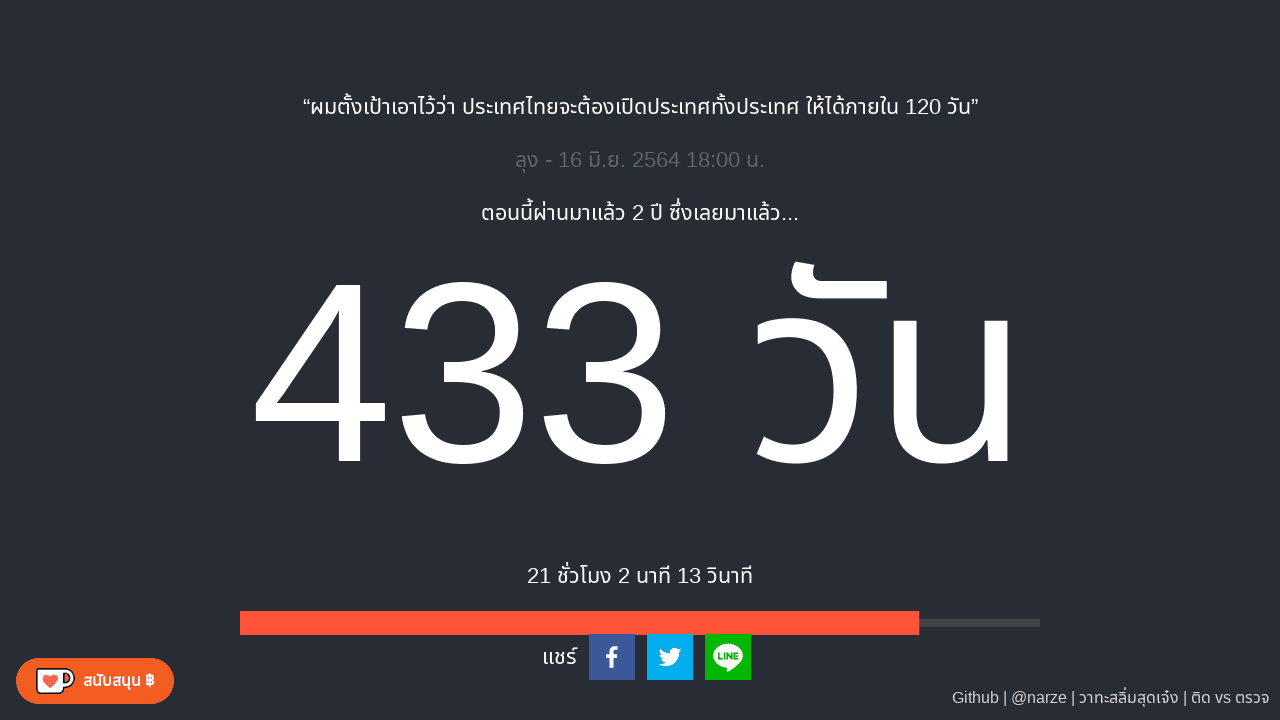 “ผมตั้งเป้าเอาไว้ว่า ประเทศไทยจะต้องเปิดประเทศทั้งประเทศ ให้ได้ภายใน 120 วัน”
ลุง - 16 มิ.ย. 2564 18:00 น.
ตอนนี้ผ่านมาแล้ว 2 ปี ซึ่งเลยมาแล้ว...
433 วัน
21 ชั่วโมง 2 นาที 13 วินาที
แชร์
LINE
สนับสนุน ฿
Github | @narze | วาทะสลิ่มสุดเจ๋ง | ติด vs ตรวจ